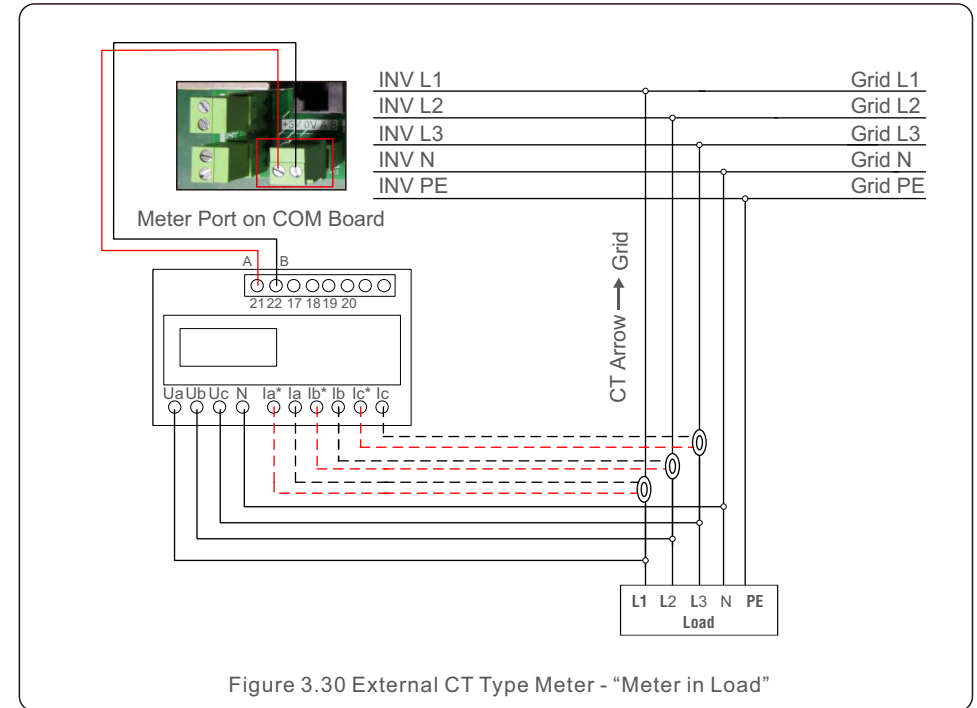 INV L1 Grid L1
INV L2 Grid L2
INV L3 Grid L3
INV N Grid N
INV PE Grid PE
+5V 0V A B
Meter Port on COM Board
CT Arrow → Grid
A B
21 22 17 18 19 20
Ua Ub Uc N Ia* Ia Ib* Ib Ic* Ic
L1 L2 L3 N PE
Load
Figure 3.30 External CT Type Meter - “Meter in Load”